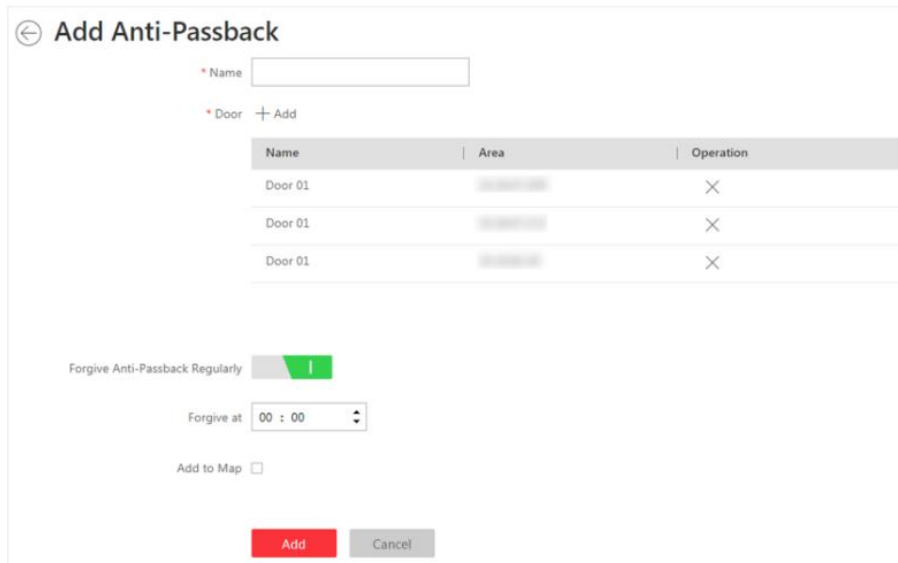 Add Anti-Passback
* Name
* Door + Add
Name | Area | Operation
Door 01
Door 01
Door 01
Forgive Anti-Passback Regularly
Forgive at 00 : 00
Add to Map
Add Cancel